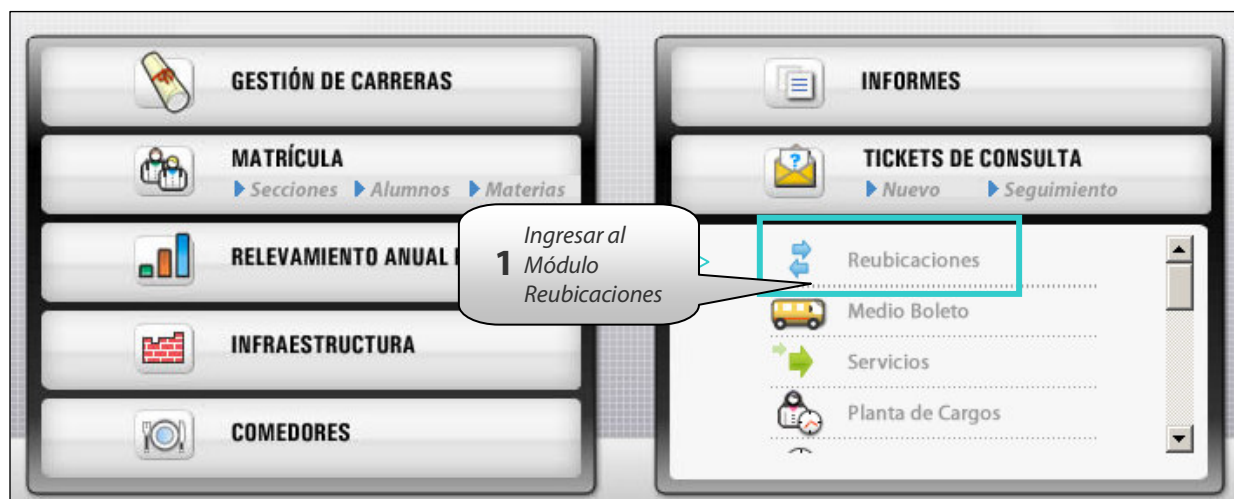 GESTIÓN DE CARRERAS
MATRÍCULA
Secciones Alumnos Materias
RELEVAMIENTO ANUAL
INFRAESTRUCTURA
COMEDORES
INFORMES
TICKETS DE CONSULTA
Nuevo Seguimiento
1 Ingresar al
Módulo
Reubicaciones
>
Reubicaciones
Medio Boleto
Servicios
Planta de Cargos